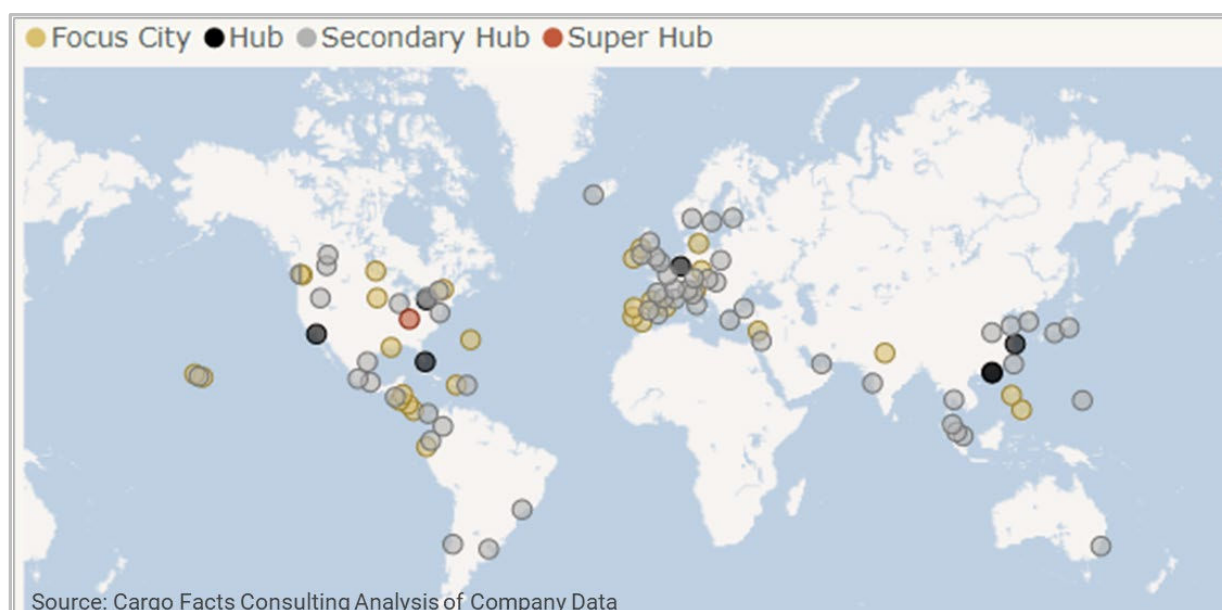 Focus City Hub Secondary Hub Super Hub
Source: Cargo Facts Consulting Analysis of Company Data